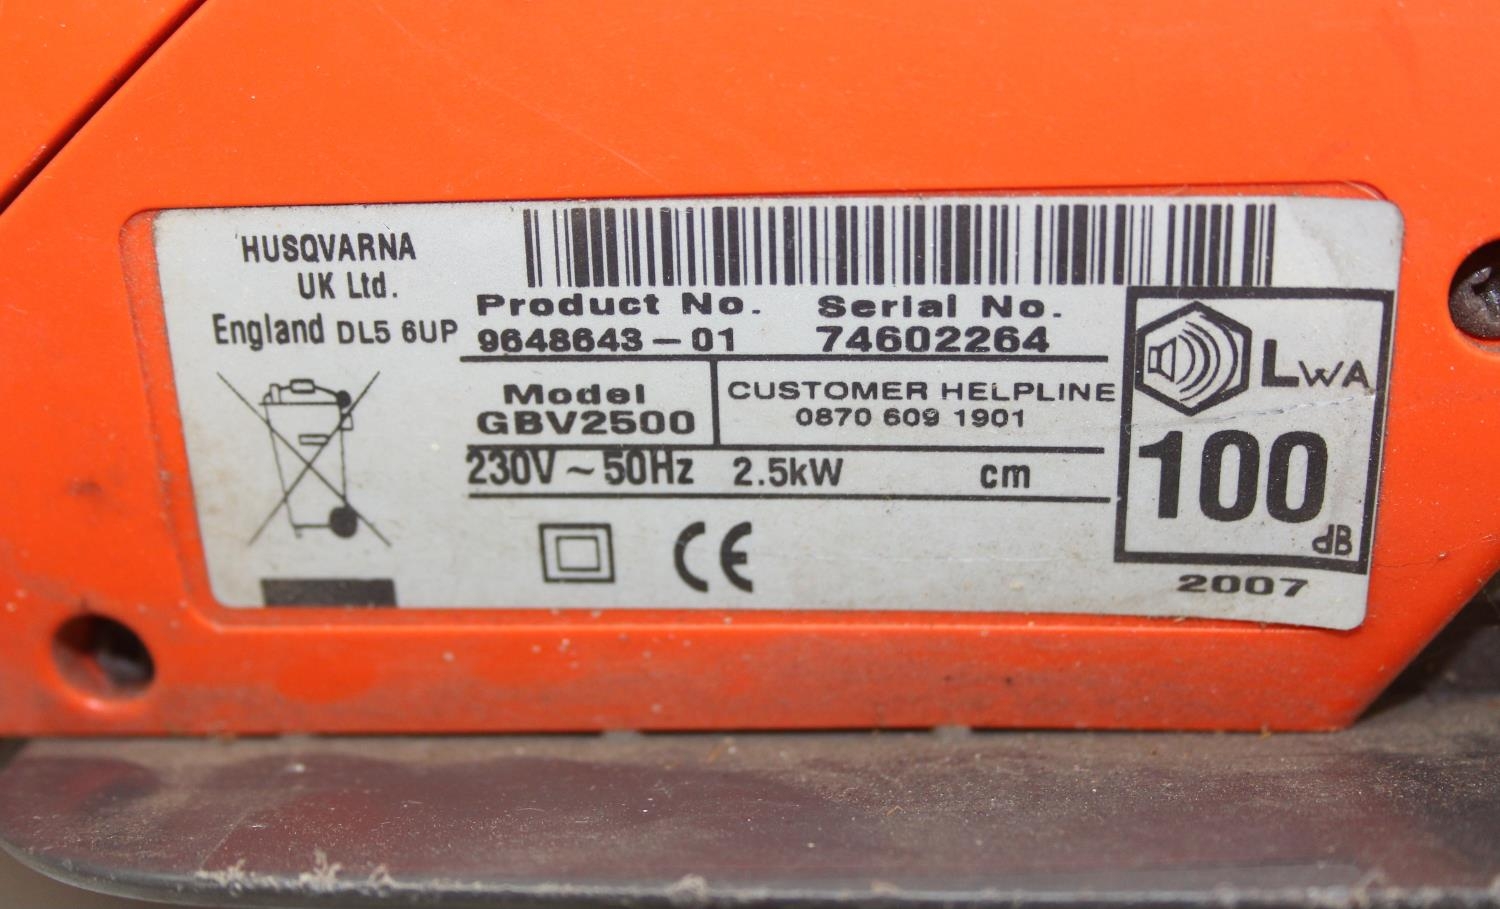 HUSQVARNA
UK Ltd.
England DL5 6UP
Product No. Serial No.
9648643-01 74602264
Model
GBV2500
CUSTOMER HELPLINE
0870 609 1901
230V ~ 50Hz 2.5kW cm
CE
LWA
100
dB
2007